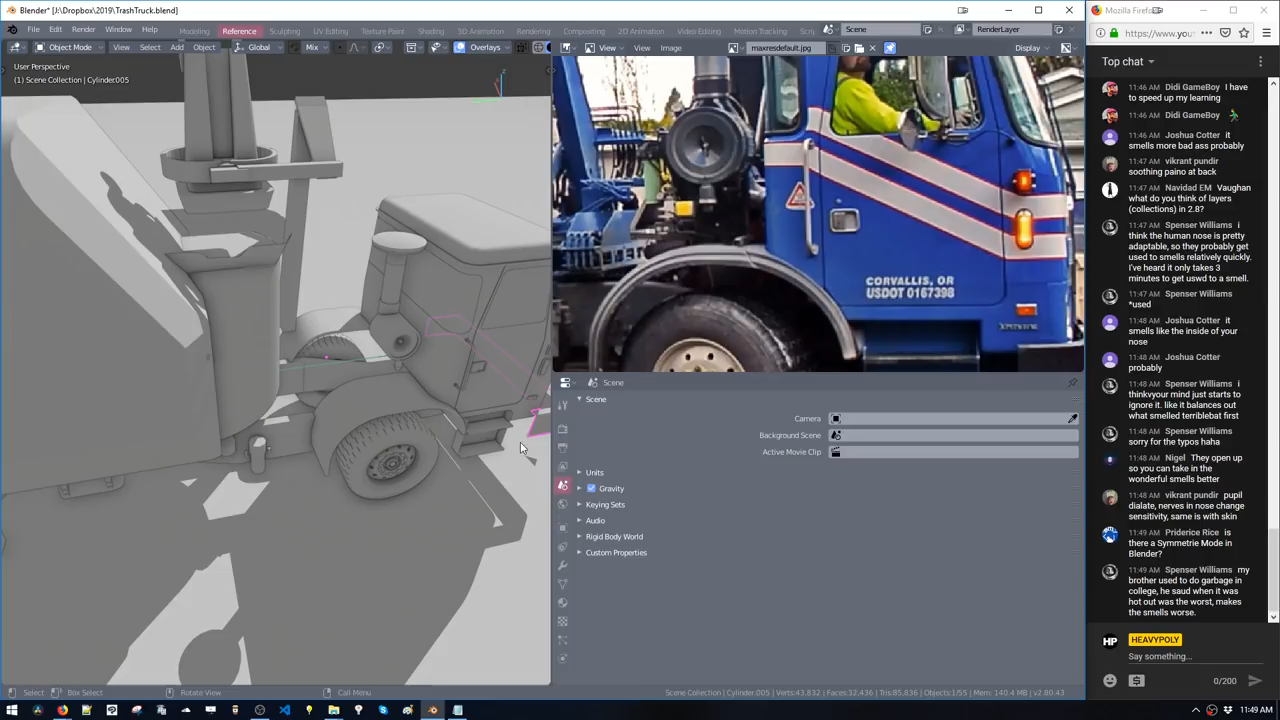 Blender* [J:\Dropbox\2019\TrashTruck.blend]
File Edit Render Window Help Modeling Reference Sculpting UV Editing Texture Paint Shading 3D Animation Rendering Compositing 2D Animation Video Editing Motion Tracking Scene RenderLayer
Object Mode View Select Add Object Global Mix Overlays
View View Image maxresdefault.jpg Display
User Perspective
(1) Scene Collection | Cylinder.005
z
CORVALLIS, OR
USDOT 0167398
Scene
Scene
Camera
Background Scene
Active Movie Clip
Units
Gravity
Keying Sets
Audio
Rigid Body World
Custom Properties
Select Box Select Rotate View Call Menu
Scene Collection | Cylinder.005 | Verts:43,832 | Faces:32,436 | Tris:85,836 | Objects:1/55 | Mem: 140.4 MB | v2.80.43
https://www.you
Top chat
11:46 AM Didi GameBoy I have
to speed up my learning
11:46 AM Didi GameBoy
11:46 AM Joshua Cotter it
smells more bad ass probably
11:47 AM vikrant pundir
soothing paino at back
11:47 AM Navidad EM Vaughan
what do you think of layers
(collections) in 2.8?
11:47 AM Spenser Williams i
think the human nose is pretty
adaptable, so they probably get
used to smells relatively quickly.
I've heard it only takes 3
minutes to get uswd to a smell.
11:47 AM Spenser Williams
*used
11:48 AM Joshua Cotter it
smells like the inside of your
nose
11:48 AM Joshua Cotter
probably
11:48 AM Spenser Williams i
thinkvyour mind just starts to
ignore it. like it balances out
what smelled terriblebat first
11:48 AM Spenser Williams
sorry for the typos haha
11:48 AM Nigel They open up
so you can take in the
wonderful smells better
11:48 AM vikrant pundir pupil
dialate, nerves in nose change
sensitivity, same is with skin
11:49 AM Priderice Rice is
there a Symmetrie Mode in
Blender?
11:49 AM Spenser Williams my
brother used to do garbage in
college, he saud when it was
hot out was the worst, makes
the smells worse.
HP HEAVYPOLY
Say something...
0/200
11:49 AM